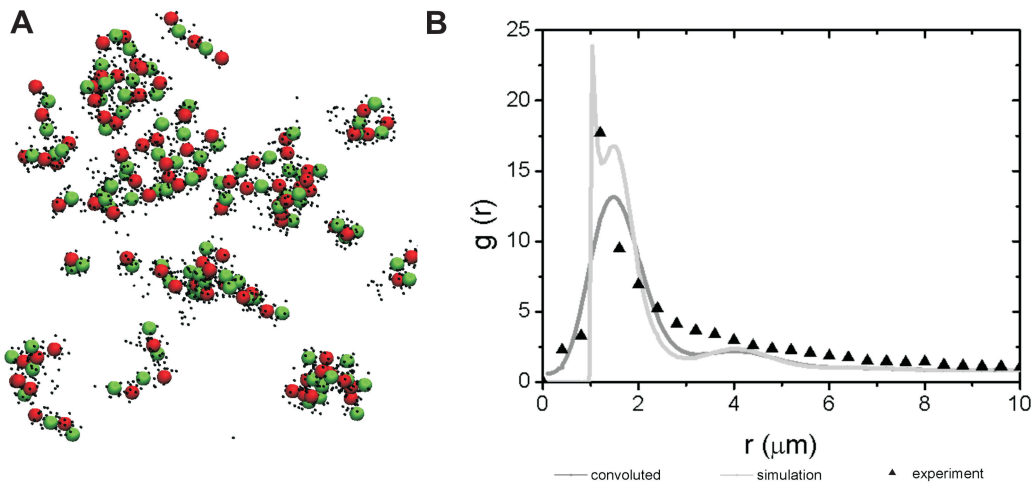 A
B
25
20
15
10
5
0
g (r)
0 2 4 6 8 10
r (μm)
convoluted simulation experiment